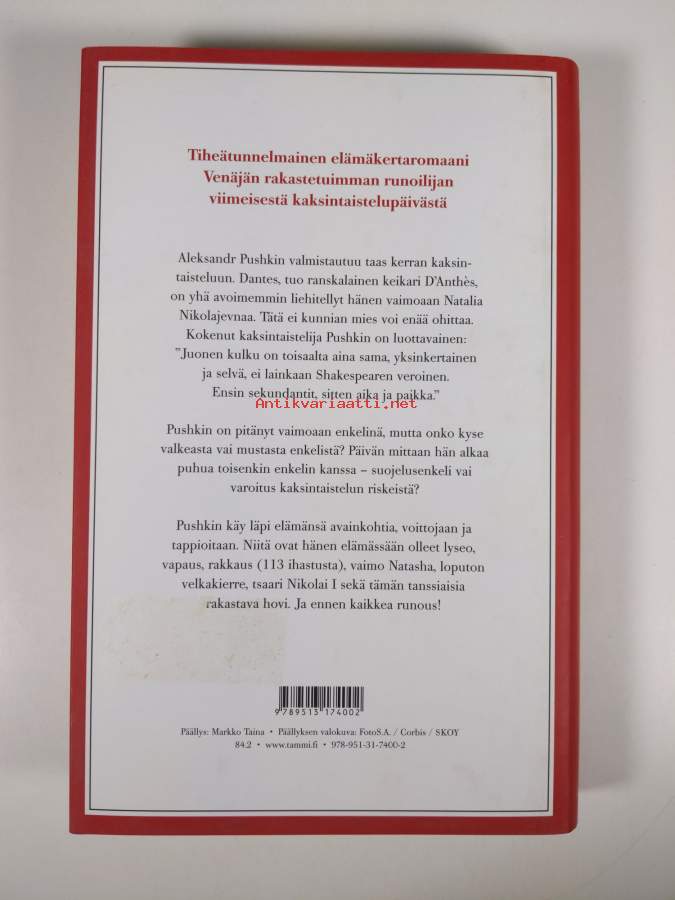 Tiheätunnelmainen elämäkertaromaani
Venäjän rakastetuimman runoilijan
viimeisestä kaksintaistelupäivästä
Aleksandr Pushkin valmistautuu taas kerran kaksin-
taisteluun. Dantes, tuo ranskalainen keikari D'Anthès,
on yhä avoimemmin liehitellyt hänen vaimoaan Natalia
Nikolajevnaa. Tätä ei kunnian mies voi enää ohittaa.
Kokenut kaksintaistelija Pushkin on luottavainen:
”Juonen kulku on toisaalta aina sama, yksinkertainen
ja selvä, ei lainkaan Shakespearen veroinen.
Ensin sekundantit, sitten aika ja paikka.”
Antikvariaatti.net
Pushkin on pitänyt vaimoaan enkelinä, mutta onko kyse
valkeasta vai mustasta enkelistä? Päivän mittaan hän alkaa
puhua toisenkin enkelin kanssa – suojelusenkeli vai
varoitus kaksintaistelun riskeistä?
Pushkin käy läpi elämänsä avainkohtia, voittojaan ja
tappioitaan. Niitä ovat hänen elämässään olleet lyseo,
vapaus, rakkaus (113 ihastusta), vaimo Natasha, loputon
velkakierre, tsaari Nikolai I sekä tämän tanssiaisia
rakastava hovi. Ja ennen kaikkea runous!
9 789513 174002
Päällys: Markko Taina • Päällyksen valokuva: FotoS.A. / Corbis / SKOY
84.2 • www.tammi.fi • 978-951-31-7400-2